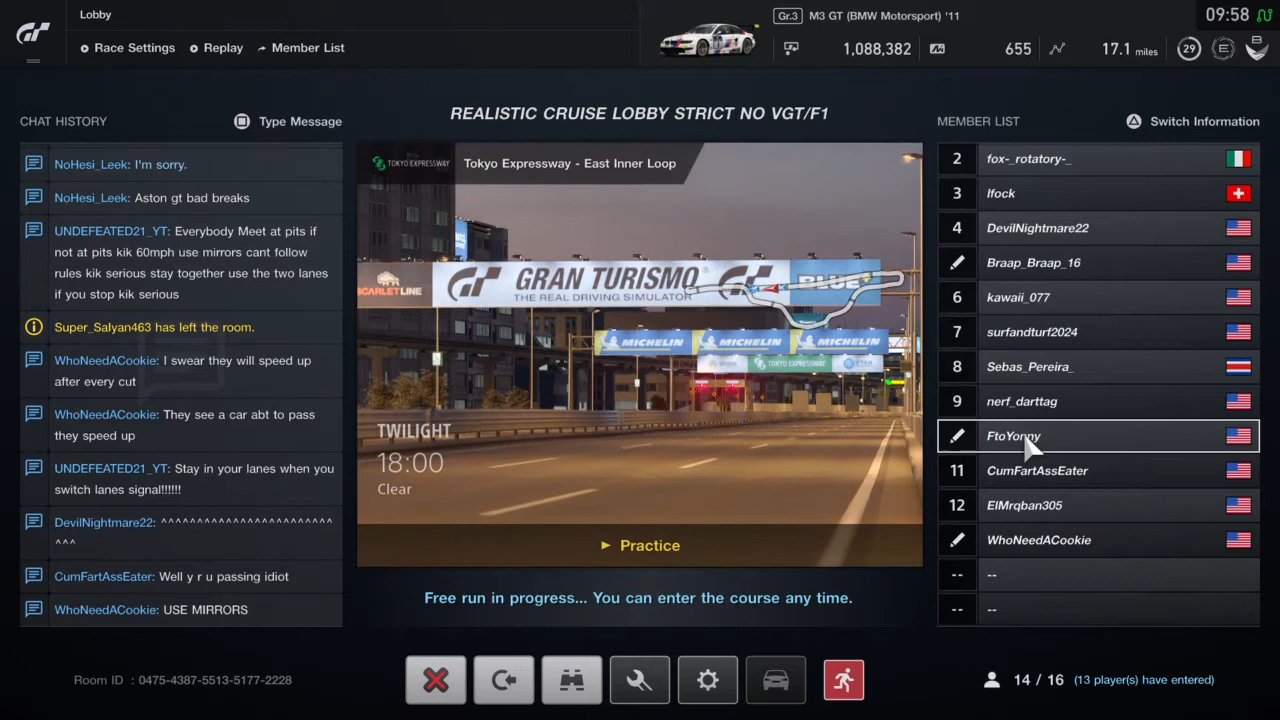 Lobby
Race Settings
Replay
Member List
Gr.3
M3 GT (BMW Motorsport) '11
09:58
1,088,382
655
17.1 miles
29
E
B
CHAT HISTORY
Type Message
NoHesi_Leek: I'm sorry.
NoHesi_Leek: Aston gt bad breaks
UNDEFEATED21_YT: Everybody Meet at pits if
not at pits kik 60mph use mirrors cant follow
rules kik serious stay together use the two lanes
if you stop kik serious
Super_Salyan463 has left the room.
WhoNeedACookie: I swear they will speed up
after every cut
WhoNeedACookie: They see a car abt to pass
they speed up
UNDEFEATED21_YT: Stay in your lanes when you
switch lanes signal!!!!!!
DevilNightmare22: ^^^^^^^^^^^^^^^^^^^^^^^^
^^^
CumFartAssEater: Well y r u passing idiot
WhoNeedACookie: USE MIRRORS
REALISTIC CRUISE LOBBY STRICT NO VGT/F1
TOKYO EXPRESSWAY
Tokyo Expressway - East Inner Loop
SCARLETLINE
GRAN TURISMO
THE REAL DRIVING SIMULATOR
BLUE
MICHELIN
MICHELIN
MICHELIN
TOKYO EXPRESSWAY
TWILIGHT
18:00
Clear
Practice
Free run in progress... You can enter the course any time.
MEMBER LIST
Switch Information
2 fox-_rotatory-_
3 lfock
4 DevilNightmare22
Braap_Braap_16
6 kawaii_077
7 surfandturf2024
8 Sebas_Pereira_
9 nerf_darttag
FtoYonny
11 CumFartAssEater
12 ElMrqban305
WhoNeedACookie
-- --
-- --
Room ID : 0475-4387-5513-5177-2228
14 / 16 (13 player(s) have entered)